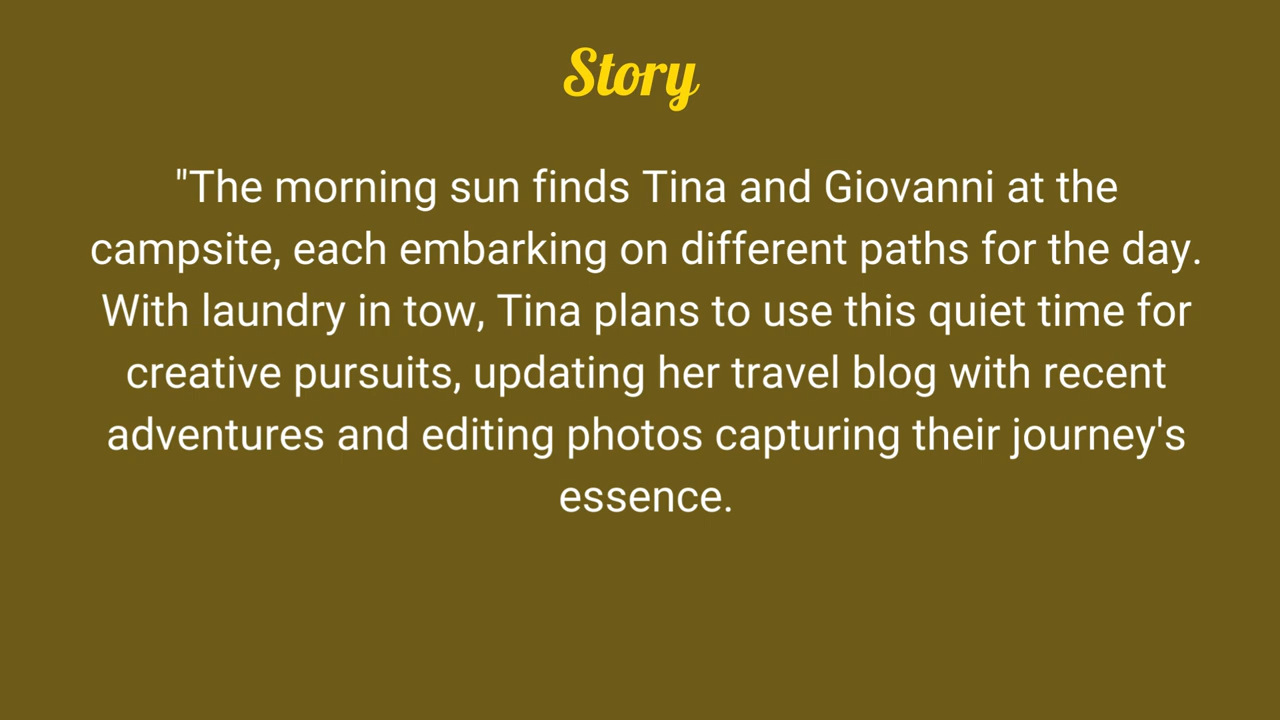 Story
"The morning sun finds Tina and Giovanni at the
campsite, each embarking on different paths for the day.
With laundry in tow, Tina plans to use this quiet time for
creative pursuits, updating her travel blog with recent
adventures and editing photos capturing their journey's
essence.